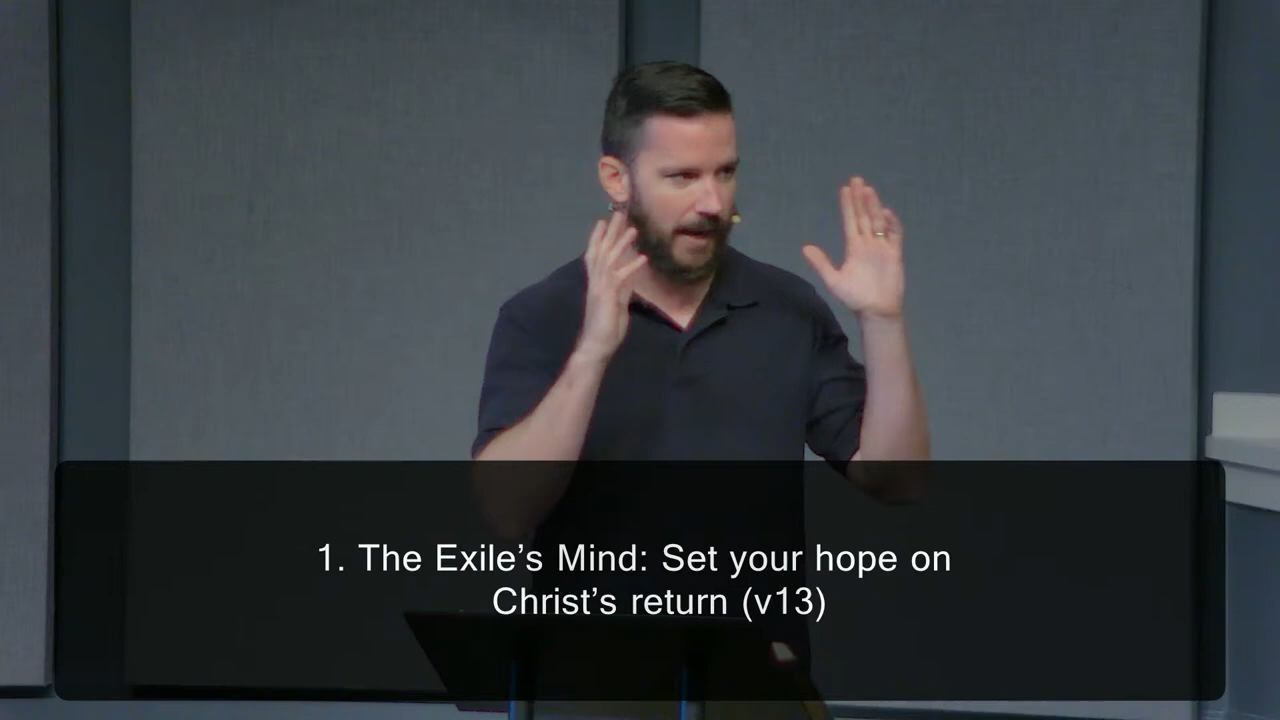 1. The Exile’s Mind: Set your hope on
Christ’s return (v13)